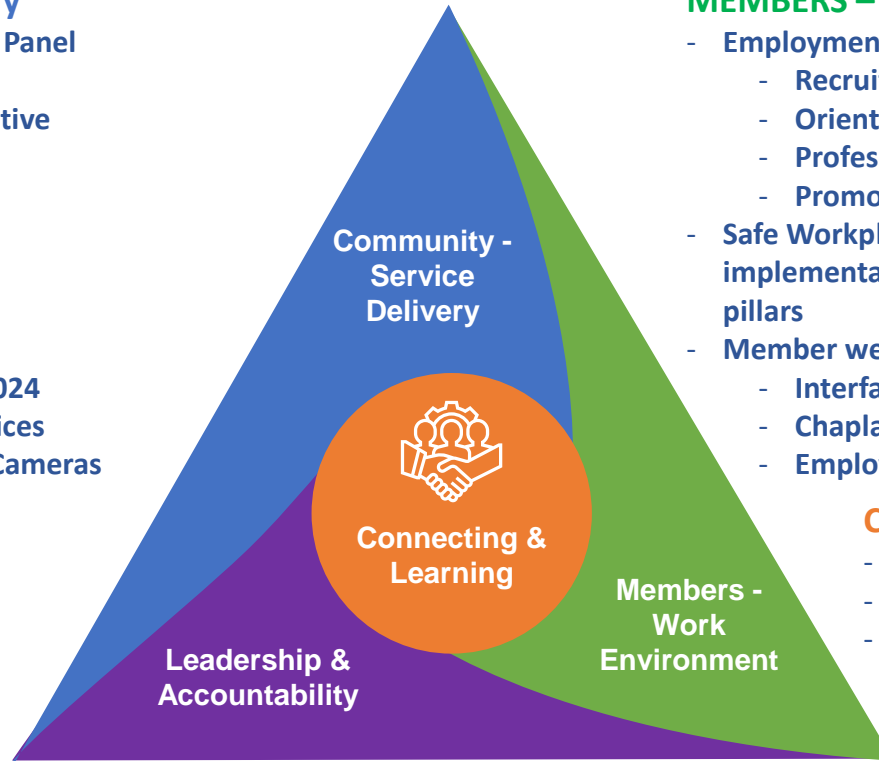 y
Panel
tive
024
ices
Cameras
Community -
Service
Delivery
Connecting &
Learning
Leadership &
Accountability
Members -
Work
Environment
MEMBERS –
- Employmen
- Recrui
- Orient
- Profes
- Promo
- Safe Workpl
implementa
pillars
- Member we
- Interfa
- Chapla
- Employ
C
-
-
-